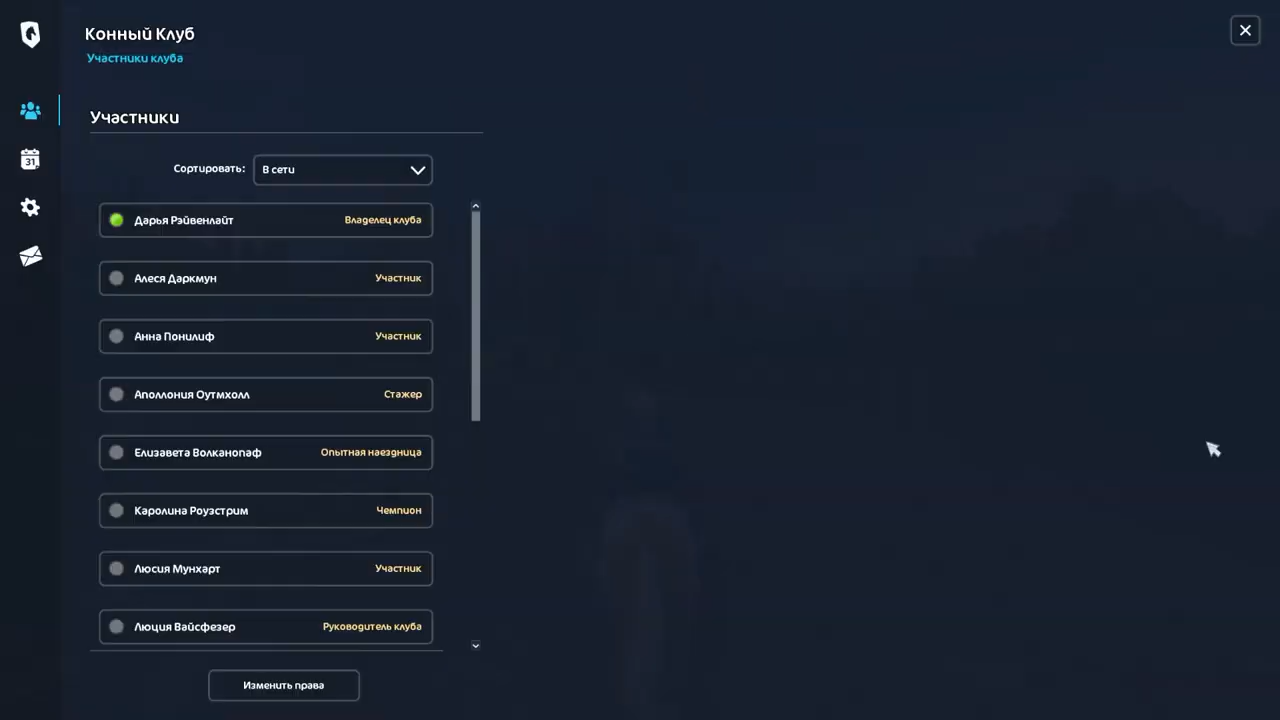 Конный Клуб
Участники клуба
31
Участники
Сортировать: В сети
Дарья Рэйвенлайт Владелец клуба
Алеся Даркмун Участник
Анна Понилиф Участник
Аполлония Оутмхолл Стажер
Елизавета Волканопаф Опытная наездница
Каролина Роузстрим Чемпион
Люсия Мунхарт Участник
Люция Вайсфезер Руководитель клуба
Изменить права